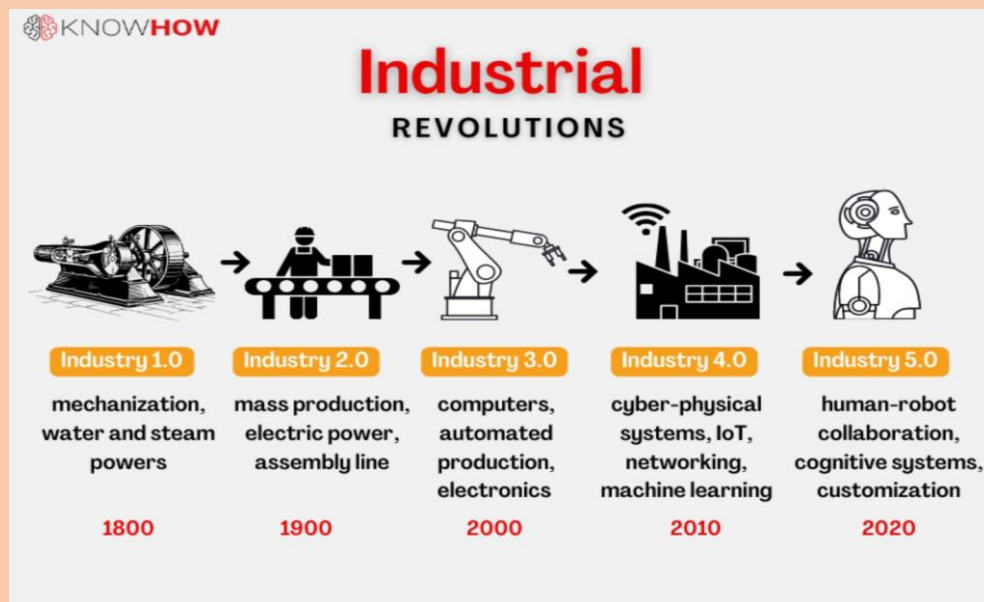 KNOWHOW
Industrial
REVOLUTIONS
Industry 1.0
mechanization,
water and steam
powers
1800
Industry 2.0
mass production,
electric power,
assembly line
1900
Industry 3.0
computers,
automated
production,
electronics
2000
Industry 4.0
cyber-physical
systems, IoT,
networking,
machine learning
2010
Industry 5.0
human-robot
collaboration,
cognitive systems,
customization
2020